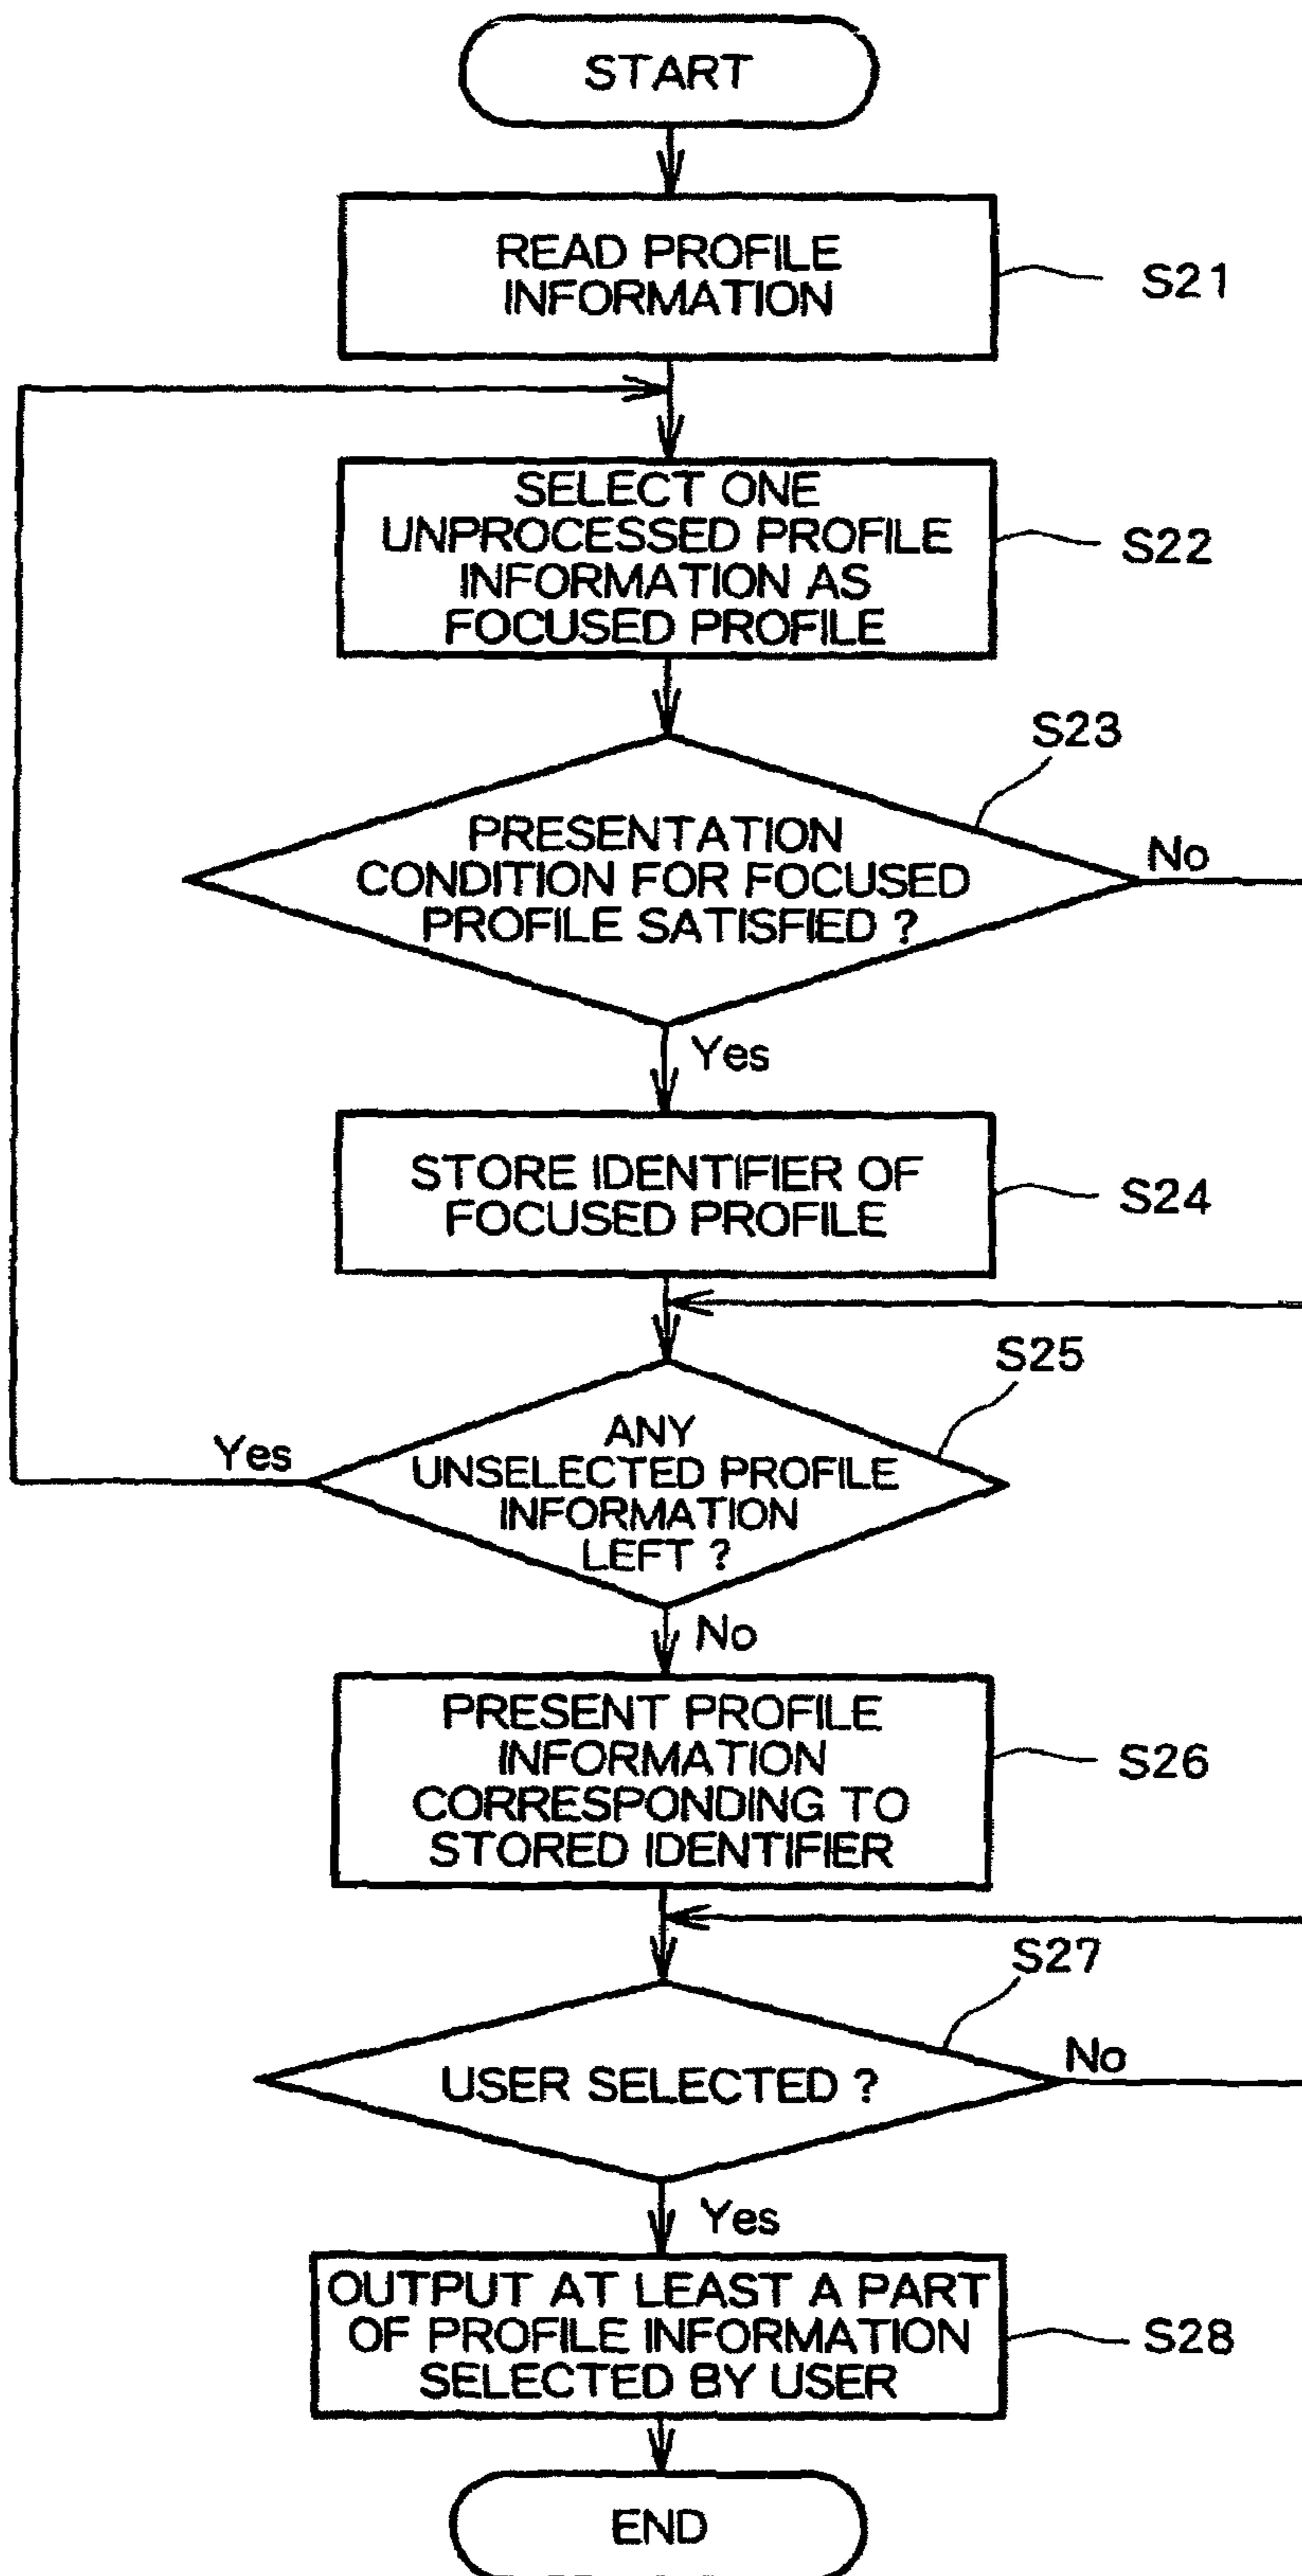 START
READ PROFILE
INFORMATION
S21
SELECT ONE
UNPROCESSED PROFILE
INFORMATION AS
FOCUSED PROFILE
S22
S23
PRESENTATION
CONDITION FOR FOCUSED
PROFILE SATISFIED ?
No
Yes
STORE IDENTIFIER OF
FOCUSED PROFILE
S24
S25
ANY
UNSELECTED PROFILE
INFORMATION
LEFT ?
Yes
No
PRESENT PROFILE
INFORMATION
CORRESPONDING TO
STORED IDENTIFIER
S26
S27
USER SELECTED ?
No
Yes
OUTPUT AT LEAST A PART
OF PROFILE INFORMATION
SELECTED BY USER
S28
END